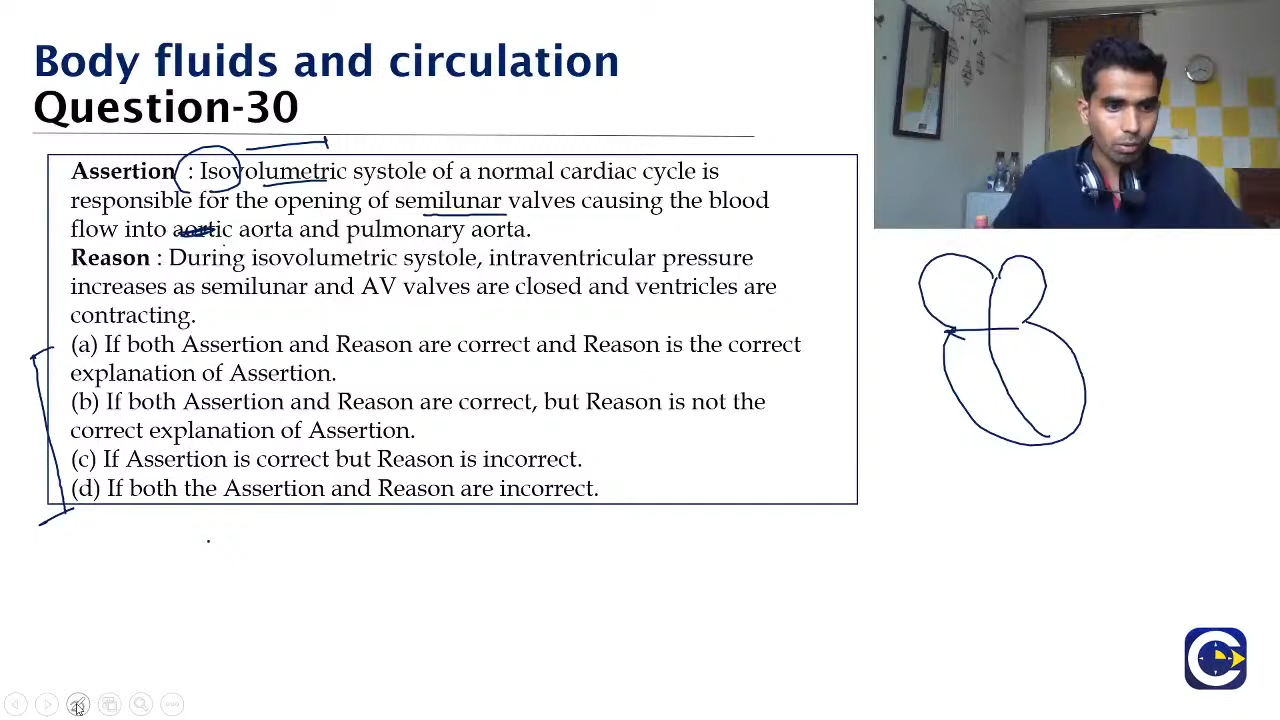 Body fluids and circulation
Question-30
Assertion : Isovolumetric systole of a normal cardiac cycle is
responsible for the opening of semilunar valves causing the blood
flow into aortic aorta and pulmonary aorta.
Reason : During isovolumetric systole, intraventricular pressure
increases as semilunar and AV valves are closed and ventricles are
contracting.
(a) If both Assertion and Reason are correct and Reason is the correct
explanation of Assertion.
(b) If both Assertion and Reason are correct, but Reason is not the
correct explanation of Assertion.
(c) If Assertion is correct but Reason is incorrect.
(d) If both the Assertion and Reason are incorrect.